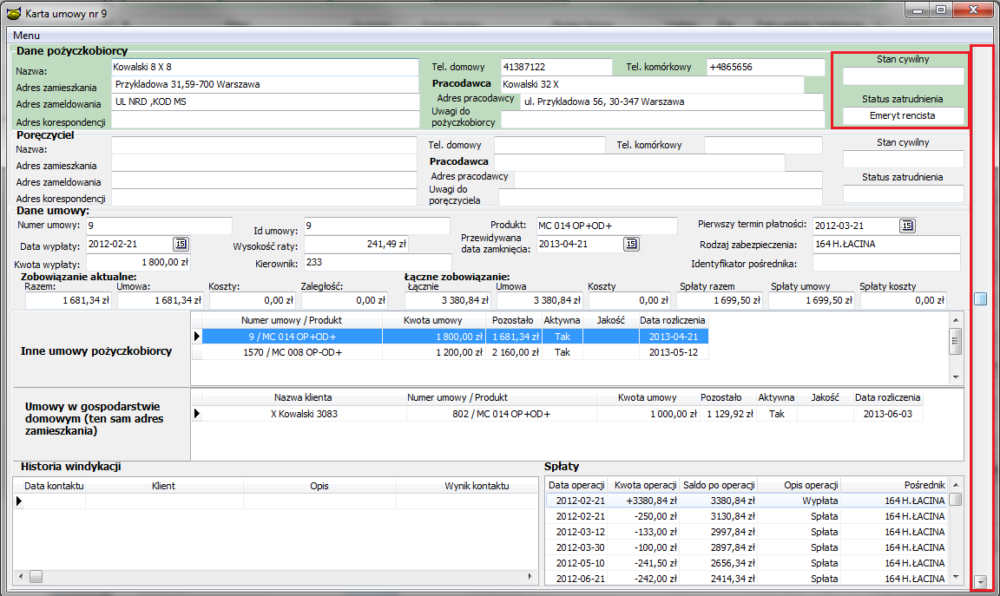 Karta umowy nr 9
Menu
Dane pożyczkobiorcy
Nazwa: Kowalski 8 X 8 Tel. domowy 41387122 Tel. komórkowy +4865656 Stan cywilny
Adres zamieszkania Przykladowa 31,59-700 Warszawa Pracodawca Kowalski 32 X
Adres zameldowania UL NRD ,KOD MS Adres pracodawcy ul. Przykladowa 56, 30-347 Warszawa Status zatrudnienia
Adres korespondencji Uwagi do pożyczkobiorcy Emeryt rencista
Poręczyciel
Nazwa: Tel. domowy Tel. komórkowy Stan cywilny
Adres zamieszkania Pracodawca
Adres zameldowania Adres pracodawcy Status zatrudnienia
Adres korespondencji Uwagi do poręczyciela
Dane umowy:
Numer umowy: 9 Id umowy: 9 Produkt: MC 014 OP+OD+ Pierwszy termin płatności: 2012-03-21 15
Data wypłaty: 2012-02-21 15 Wysokość raty: 241,49 zł Przewidywana data zamknięcia: 2013-04-21 15 Rodzaj zabezpieczenia: 164 H.ŁACINA
Kwota wypłaty: 1 800,00 zł Kierownik: 233 Identyfikator pośrednika:
Zobowiązanie aktualne: Łączne zobowiązanie:
Razem: Umowa: Koszty: Zaległość: Łącznie Umowa Koszty Spłaty razem Spłaty umowy Spłaty koszty
1 681,34 zł 1 681,34 zł 0,00 zł 0,00 zł 3 380,84 zł 3 380,84 zł 0,00 zł 1 699,50 zł 1 699,50 zł 0,00 zł
Inne umowy pożyczkobiorcy
Numer umowy / Produkt Kwota umowy Pozostało Aktywna Jakość Data rozliczenia
9 / MC 014 OP+OD+ 1 800,00 zł 1 681,34 zł Tak 2013-04-21
1570 / MC 008 OP-OD+ 1 200,00 zł 2 160,00 zł Tak 2013-05-12
Umowy w gospodarstwie
domowym (ten sam adres
zamieszkania)
Nazwa klienta Numer umowy / Produkt Kwota umowy Pozostało Aktywna Jakość Data rozliczenia
X Kowalski 3083 802 / MC 014 OP+OD+ 1 000,00 zł 1 129,92 zł Tak 2013-06-03
Historia windykacji
Data kontaktu Klient Opis Wynik kontaktu
Spłaty
Data operacji Kwota operacji Saldo po operacji Opis operacji Pośrednik
2012-02-21 +3380,84 zł 3380,84 zł Wypłata 164 H.ŁACINA
2012-02-21 -250,00 zł 3130,84 zł Spłata 164 H.ŁACINA
2012-03-12 -133,00 zł 2997,84 zł Spłata 164 H.ŁACINA
2012-03-30 -100,00 zł 2897,84 zł Spłata 164 H.ŁACINA
2012-05-10 -241,50 zł 2656,34 zł Spłata 164 H.ŁACINA
2012-06-21 -242,00 zł 2414,34 zł Spłata 164 H.ŁACINA